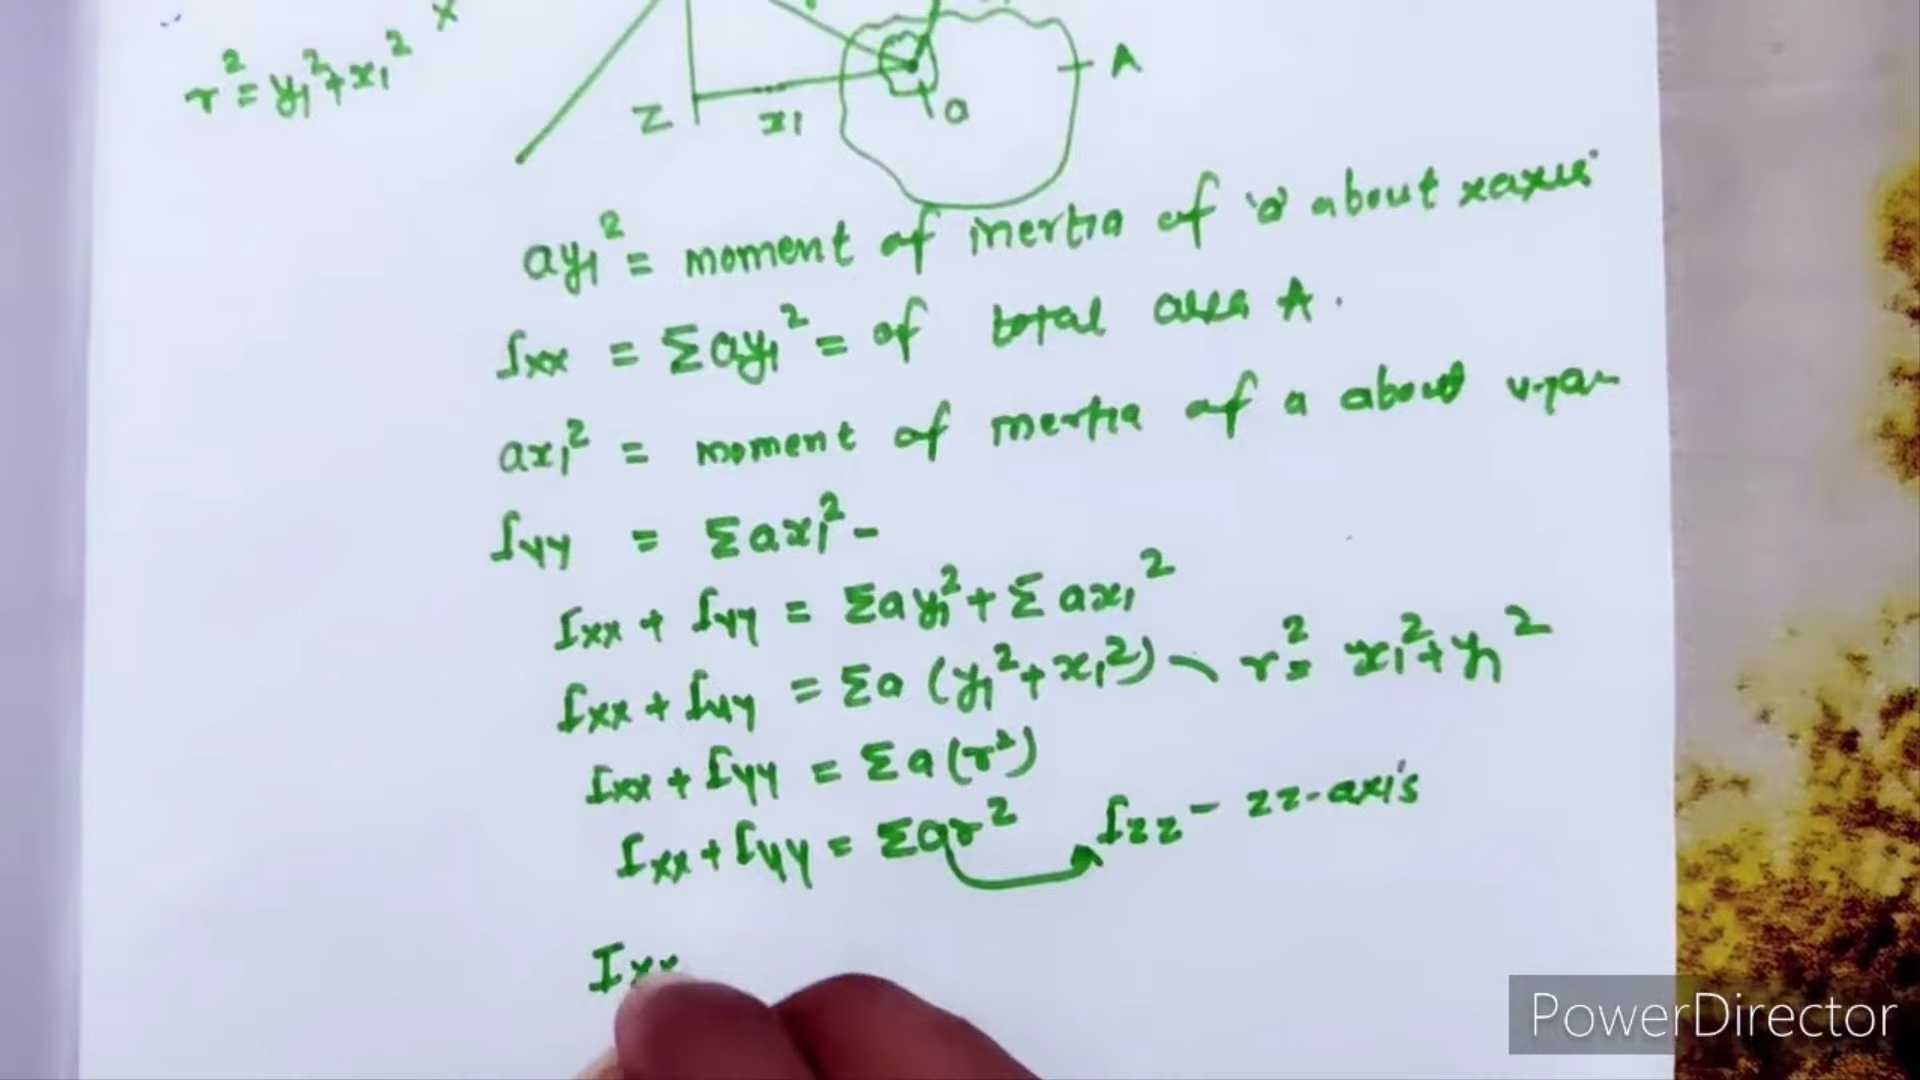 x
r² = y₁² + x₁²
A
Z
x₁
a
ay₁² = moment of inertia of 'a' about x axis
Ixx = Σay₁² = of total area A.
ax₁² = moment of inertia of a about
Iyy = Σax₁² -
Ixx + Iyy = Σay₁² + Σax₁²
Ixx + Iyy = Σa (y₁² + x₁²) \ r² = x₁² + y₁²
Ixx + Iyy = Σa(r²)
Ixx + Iyy = Σar² Izz - zz-axis
Ixx
PowerDirector